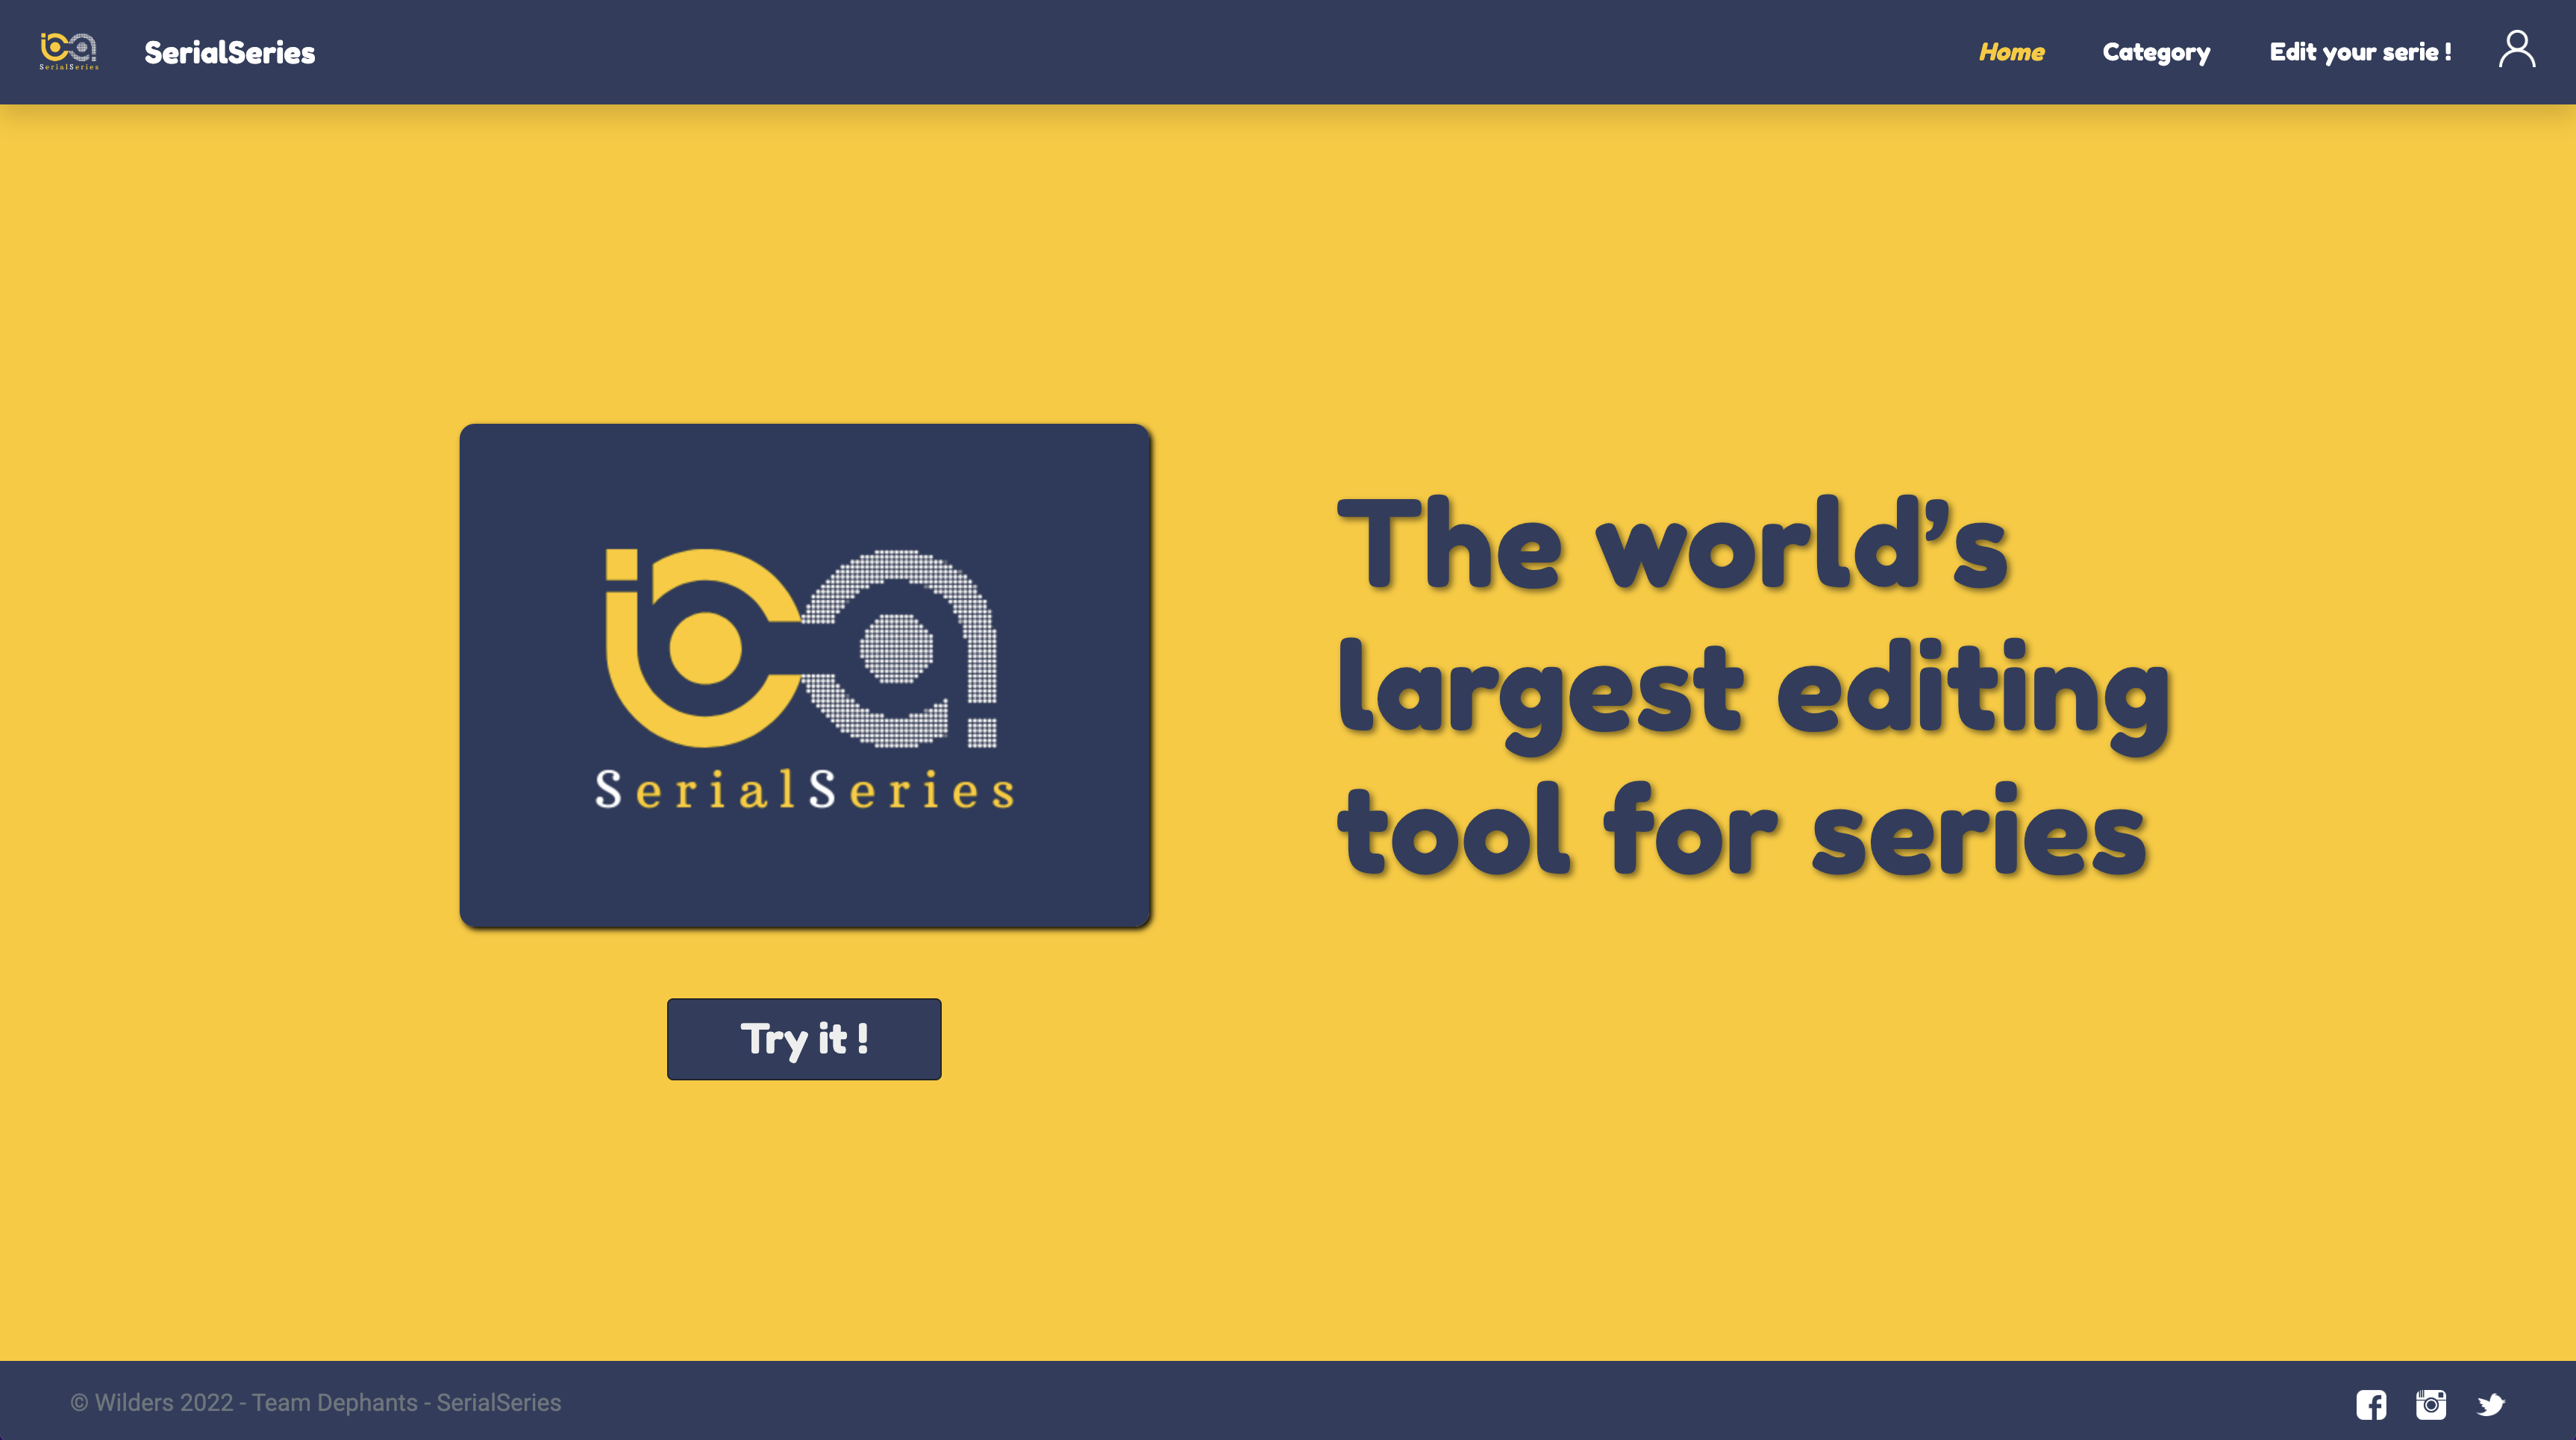 SerialSeries
SerialSeries
Home
Category
Edit your serie !
SerialSeries
The world’s
largest editing
tool for series
Try it !
© Wilders 2022 - Team Dephants - SerialSeries